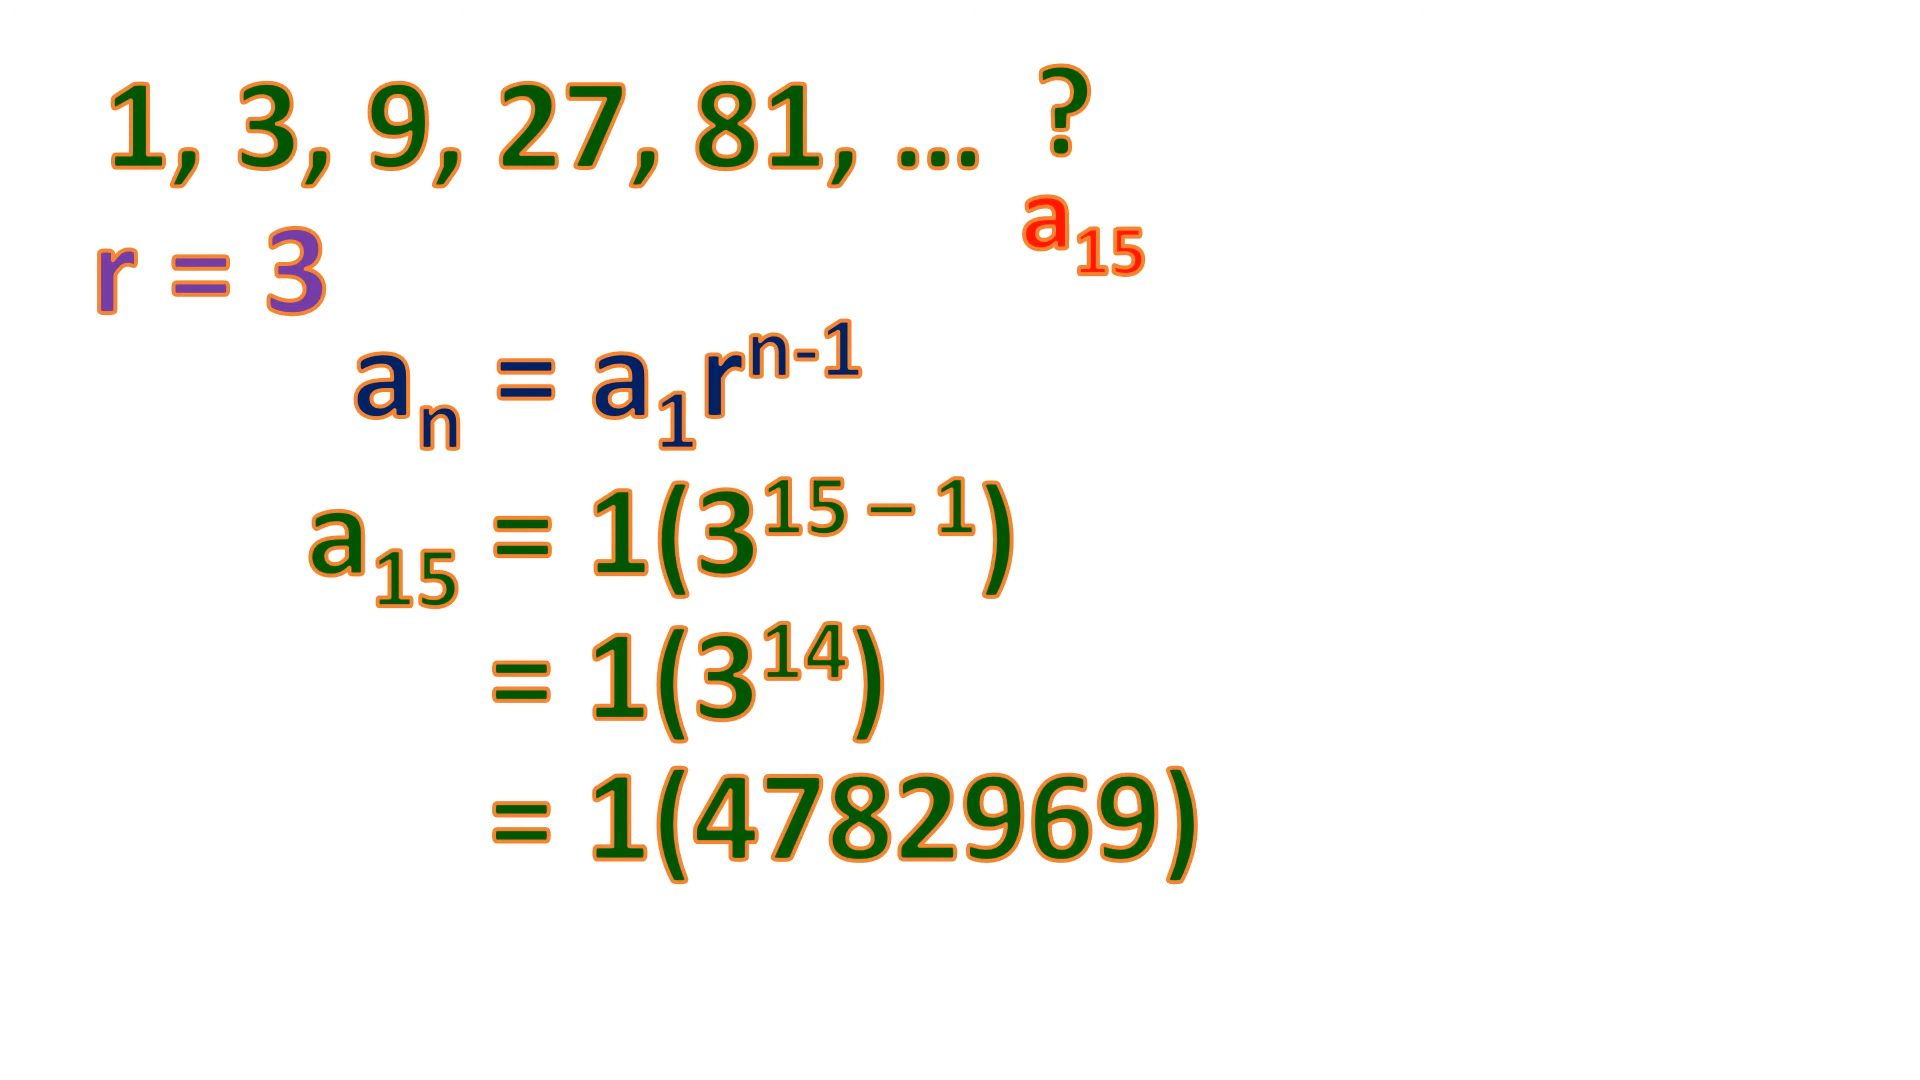 1, 3, 9, 27, 81, ... ?
a₁₅
r = 3
aₙ = a₁rⁿ⁻¹
a₁₅ = 1(3¹⁵ ⁻ ¹)
= 1(3¹⁴)
= 1(4782969)